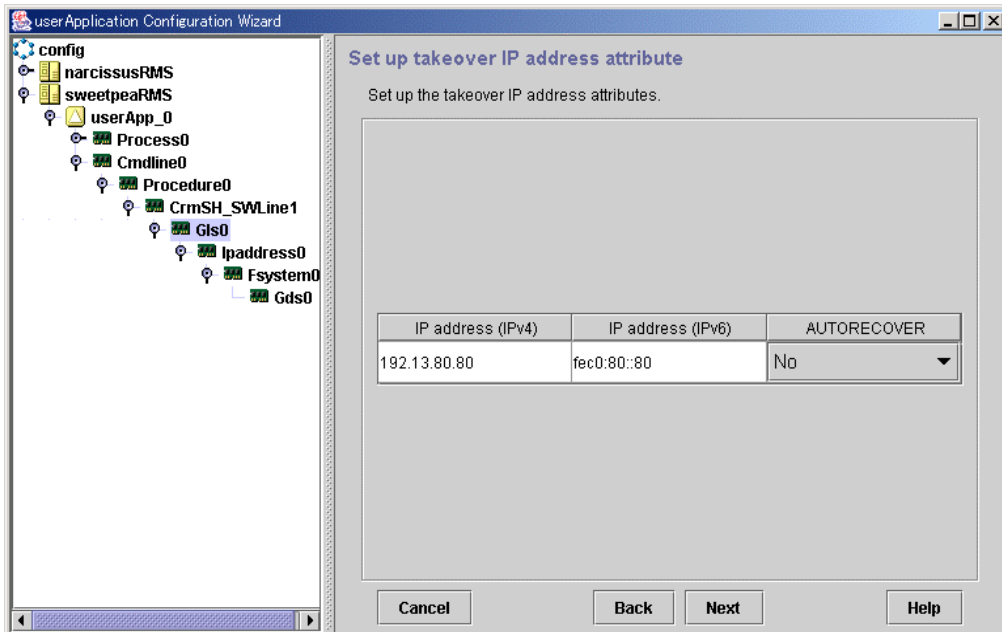 userApplication Configuration Wizard
config
narcissusRMS
sweetpeaRMS
userApp_0
Process0
Cmdline0
Procedure0
CrmSH_SWLine1
Gls0
Ipaddress0
Fsystem0
Gds0
Set up takeover IP address attribute
Set up the takeover IP address attributes.
IP address (IPv4) IP address (IPv6) AUTORECOVER
192.13.80.80 fec0:80::80 No
Cancel Back Next Help